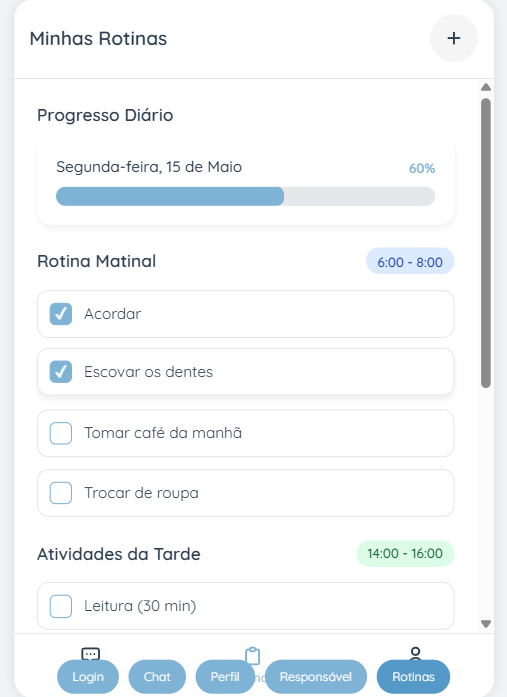 Minhas Rotinas
+
Progresso Diário
Segunda-feira, 15 de Maio
60%
Rotina Matinal
6:00 - 8:00
Acordar
Escovar os dentes
Tomar café da manhã
Trocar de roupa
Atividades da Tarde
14:00 - 16:00
Leitura (30 min)
Login
Chat
Perfil
Responsável
Rotinas